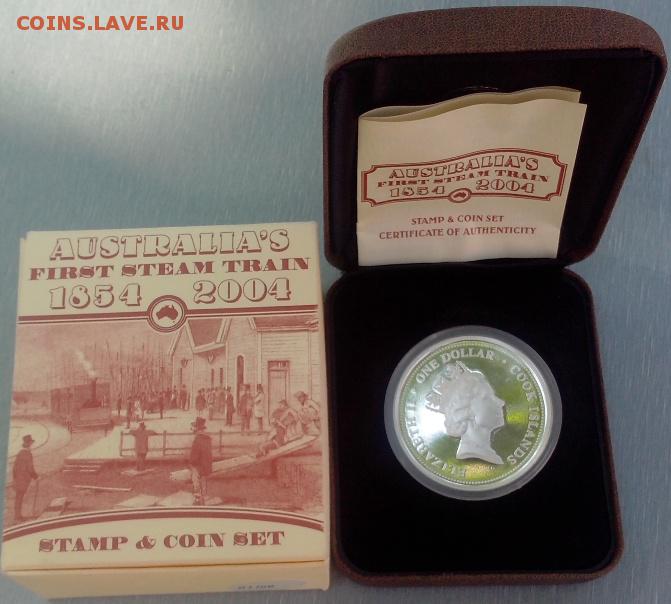 COINS.LAVE.RU
AUSTRALIA'S
FIRST STEAM TRAIN
1854 2004
STAMP & COIN SET
AUSTRALIA'S
FIRST STEAM TRAIN
1854 2004
STAMP & COIN SET
CERTIFICATE OF AUTHENTICITY
ELIZABETH II · ONE DOLLAR · COOK ISLANDS